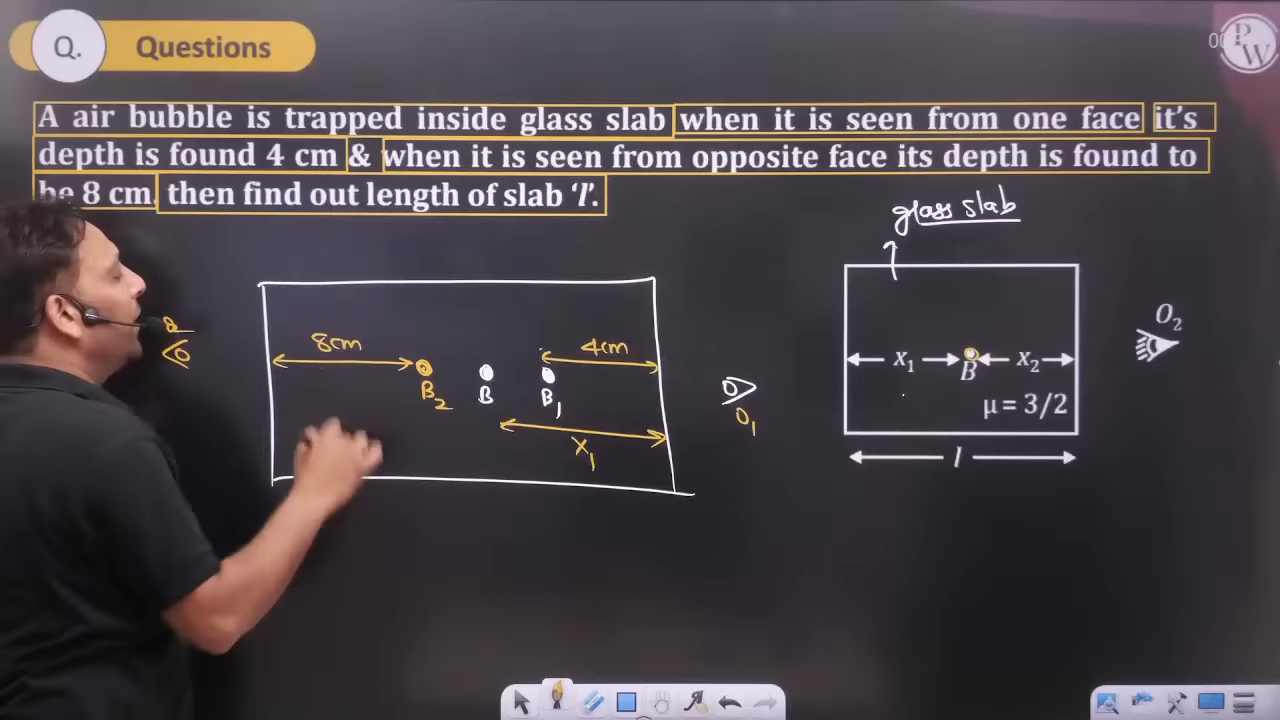 Q. Questions
PW
A air bubble is trapped inside glass slab when it is seen from one face it's
depth is found 4 cm & when it is seen from opposite face its depth is found to
be 8 cm, then find out length of slab 'l'.
glass slab
8cm
4cm
B₂
B
B₁
O₁
x₁
O₂
x₁
B
x₂
μ = 3/2
l